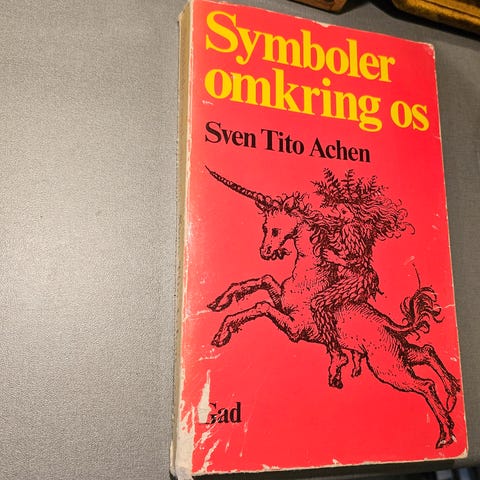 Symboler
omkring os
Sven Tito Achen
Gad